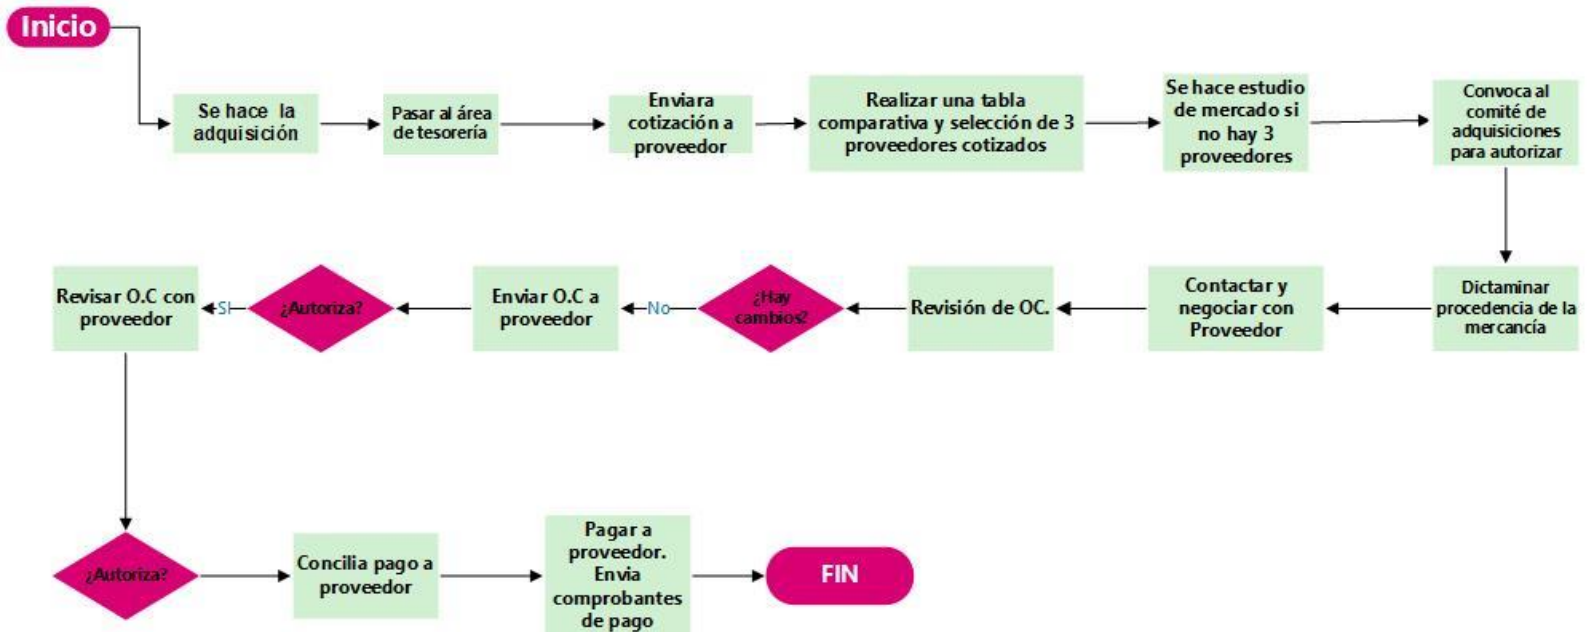 Inicio
Se hace la
adquisición
Pasar al área
de tesorería
Enviara
cotización a
proveedor
Realizar una tabla
comparativa y selección de 3
proveedores cotizados
Se hace estudio
de mercado si
no hay 3
proveedores
Convoca al
comité de
adquisiciones
para autorizar
Revisar O.C con
proveedor
SI
¿Autoriza?
Enviar O.C a
proveedor
No
¿Hay
cambios?
Revisión de OC.
Contactar y
negociar con
Proveedor
Dictaminar
procedencia de la
mercancía
¿Autoriza?
Concilia pago a
proveedor
Pagar a
proveedor.
Envia
comprobantes
de pago
FIN